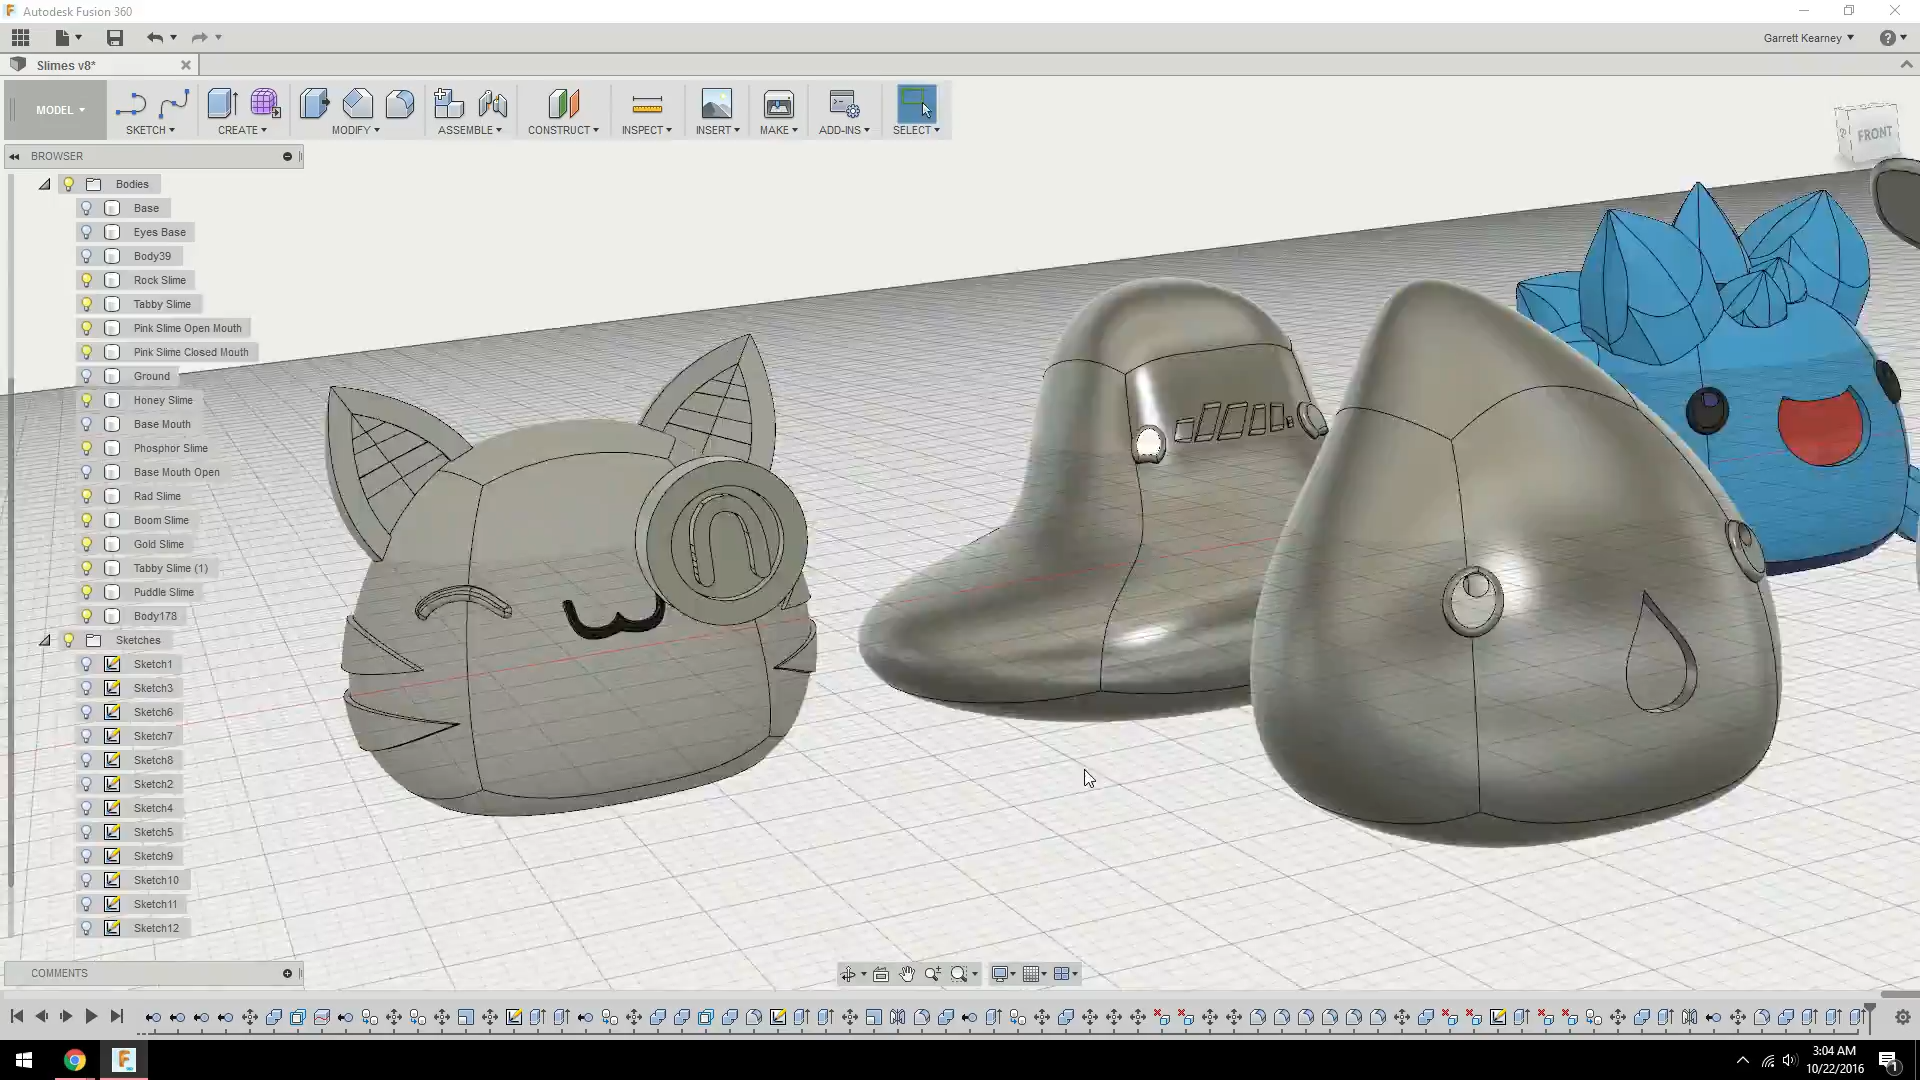 Autodesk Fusion 360
Garrett Kearney
Slimes v8*
MODEL
SKETCH
CREATE
MODIFY
ASSEMBLE
CONSTRUCT
INSPECT
INSERT
MAKE
ADD-INS
SELECT
FRONT
BROWSER
Bodies
Base
Eyes Base
Body39
Rock Slime
Tabby Slime
Pink Slime Open Mouth
Pink Slime Closed Mouth
Ground
Honey Slime
Base Mouth
Phosphor Slime
Base Mouth Open
Rad Slime
Boom Slime
Gold Slime
Tabby Slime (1)
Puddle Slime
Body178
Sketches
Sketch1
Sketch3
Sketch6
Sketch7
Sketch8
Sketch2
Sketch4
Sketch5
Sketch9
Sketch10
Sketch11
Sketch12
COMMENTS
3:04 AM
10/22/2016
1